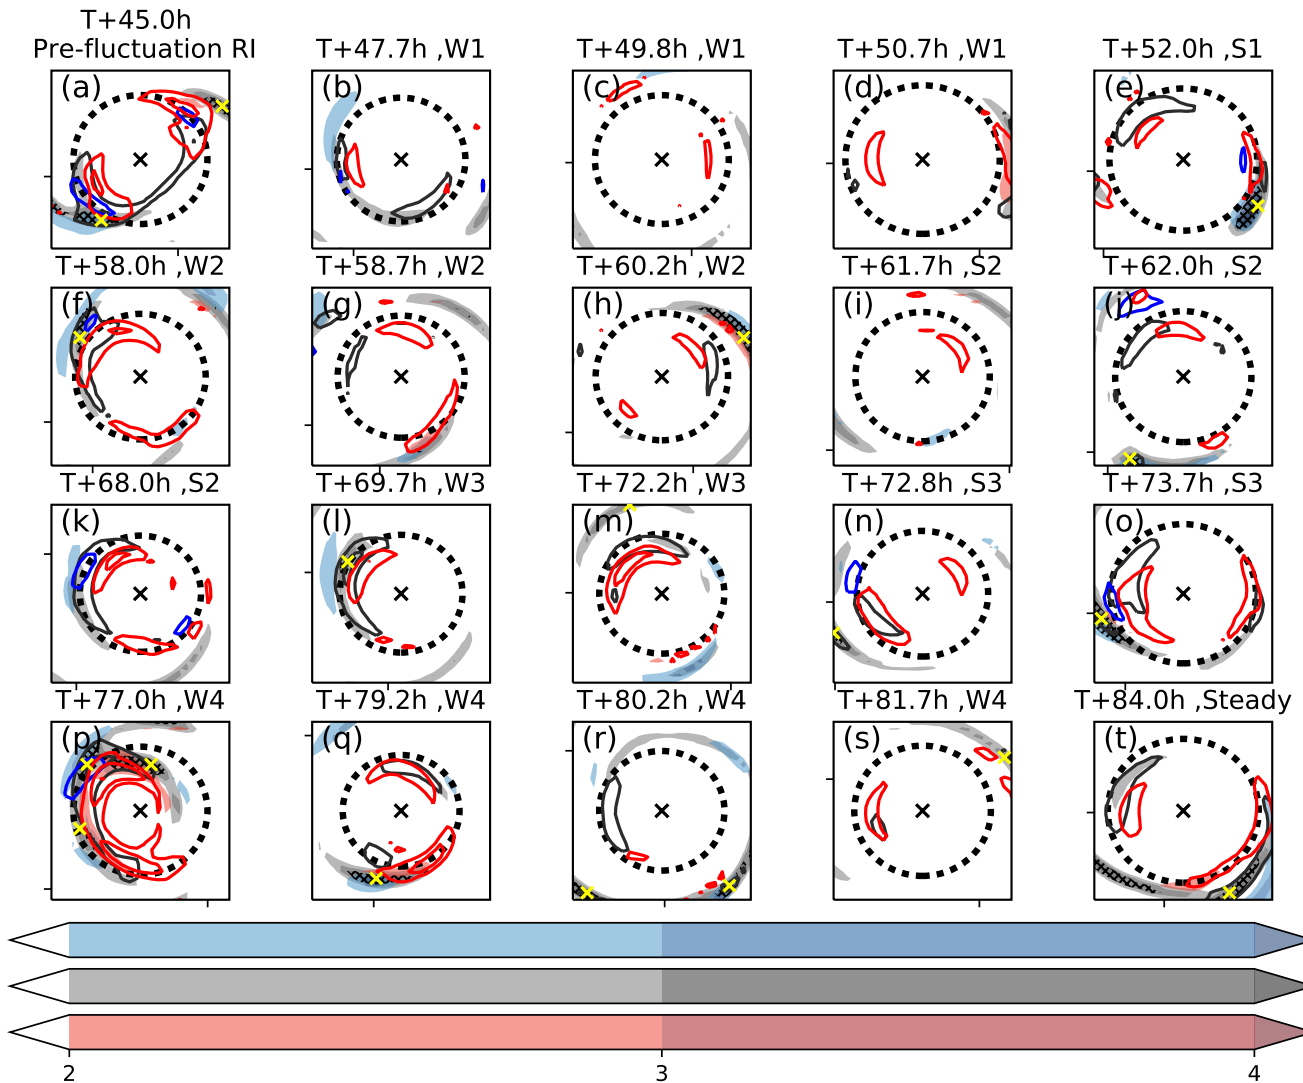 T+45.0h
Pre-fluctuation RI
T+47.7h ,W1
T+49.8h ,W1
T+50.7h ,W1
T+52.0h ,S1
(a)
(b)
(c)
(d)
(e)
T+58.0h ,W2
T+58.7h ,W2
T+60.2h ,W2
T+61.7h ,S2
T+62.0h ,S2
(f)
(g)
(h)
(i)
(j)
T+68.0h ,S2
T+69.7h ,W3
T+72.2h ,W3
T+72.8h ,S3
T+73.7h ,S3
(k)
(l)
(m)
(n)
(o)
T+77.0h ,W4
T+79.2h ,W4
T+80.2h ,W4
T+81.7h ,W4
T+84.0h ,Steady
(p)
(q)
(r)
(s)
(t)
2
3
4